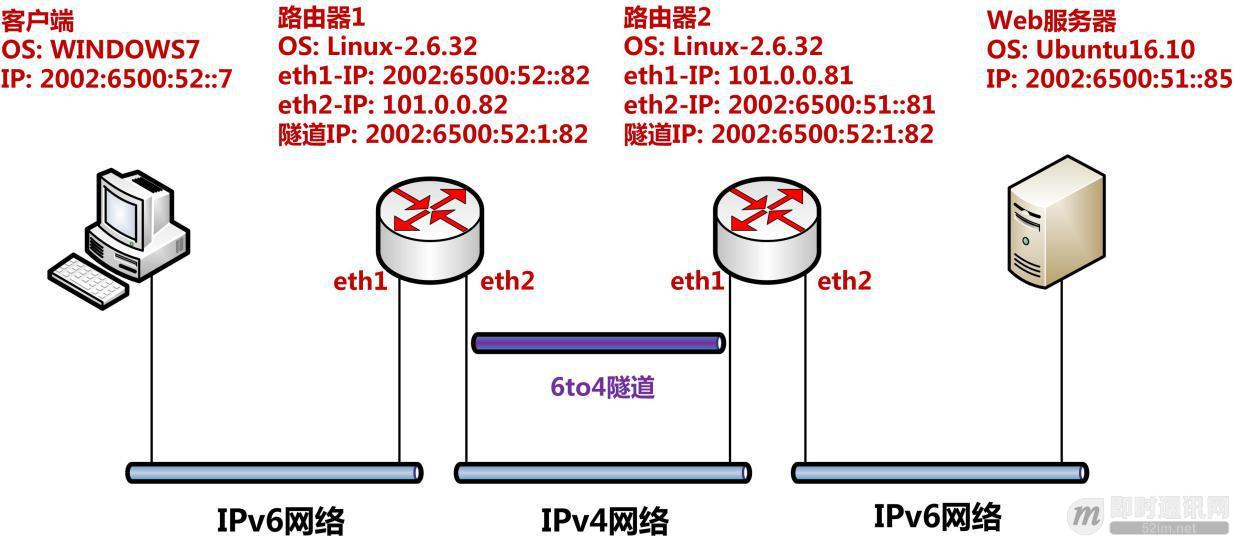 客户端
OS: WINDOWS7
IP: 2002:6500:52::7
路由器1
OS: Linux-2.6.32
eth1-IP: 2002:6500:52::82
eth2-IP: 101.0.0.82
隧道IP: 2002:6500:52:1:82
路由器2
OS: Linux-2.6.32
eth1-IP: 101.0.0.81
eth2-IP: 2002:6500:51::81
隧道IP: 2002:6500:52:1:82
Web服务器
OS: Ubuntu16.10
IP: 2002:6500:51::85
eth1
eth2
eth1
eth2
6to4隧道
IPv6网络
IPv4网络
IPv6网络
m
即时通讯网
52im.net